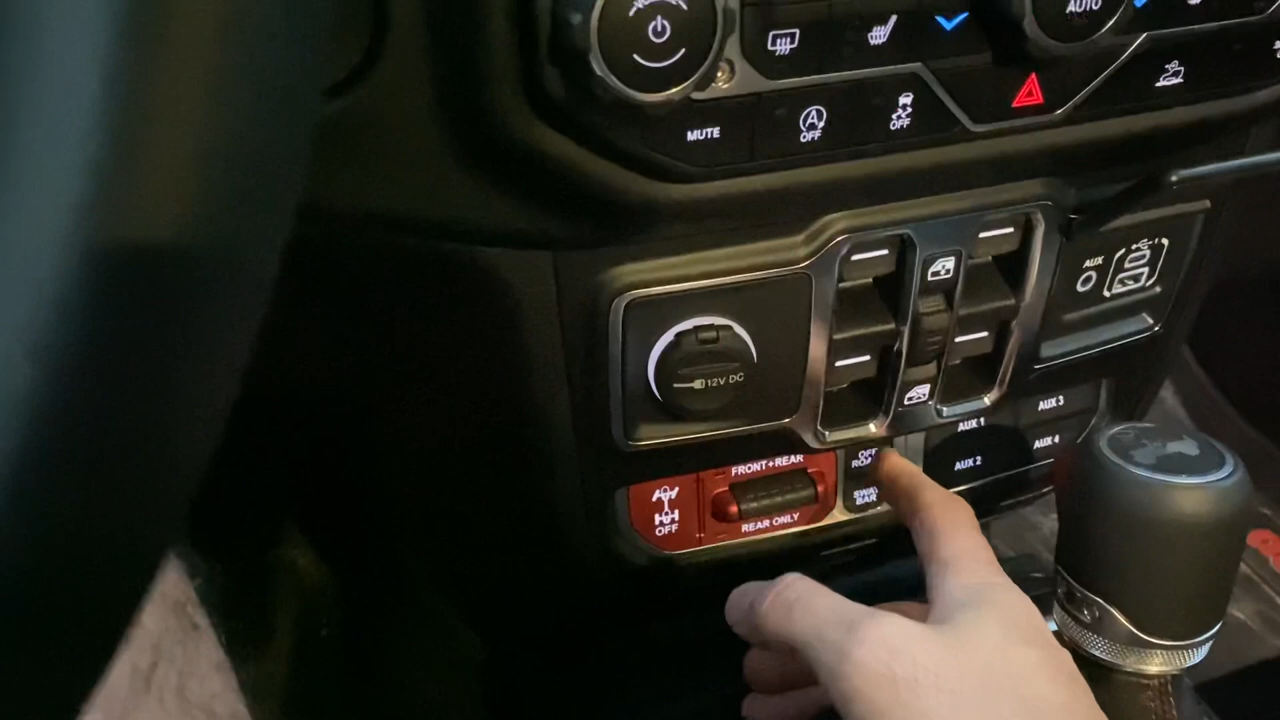 AUTO
MUTE
A
OFF
OFF
12V DC
AUX
AUX 1
AUX 3
AUX 2
AUX 4
FRONT+REAR
OFF
REAR ONLY
OFF
SWAY
BAR